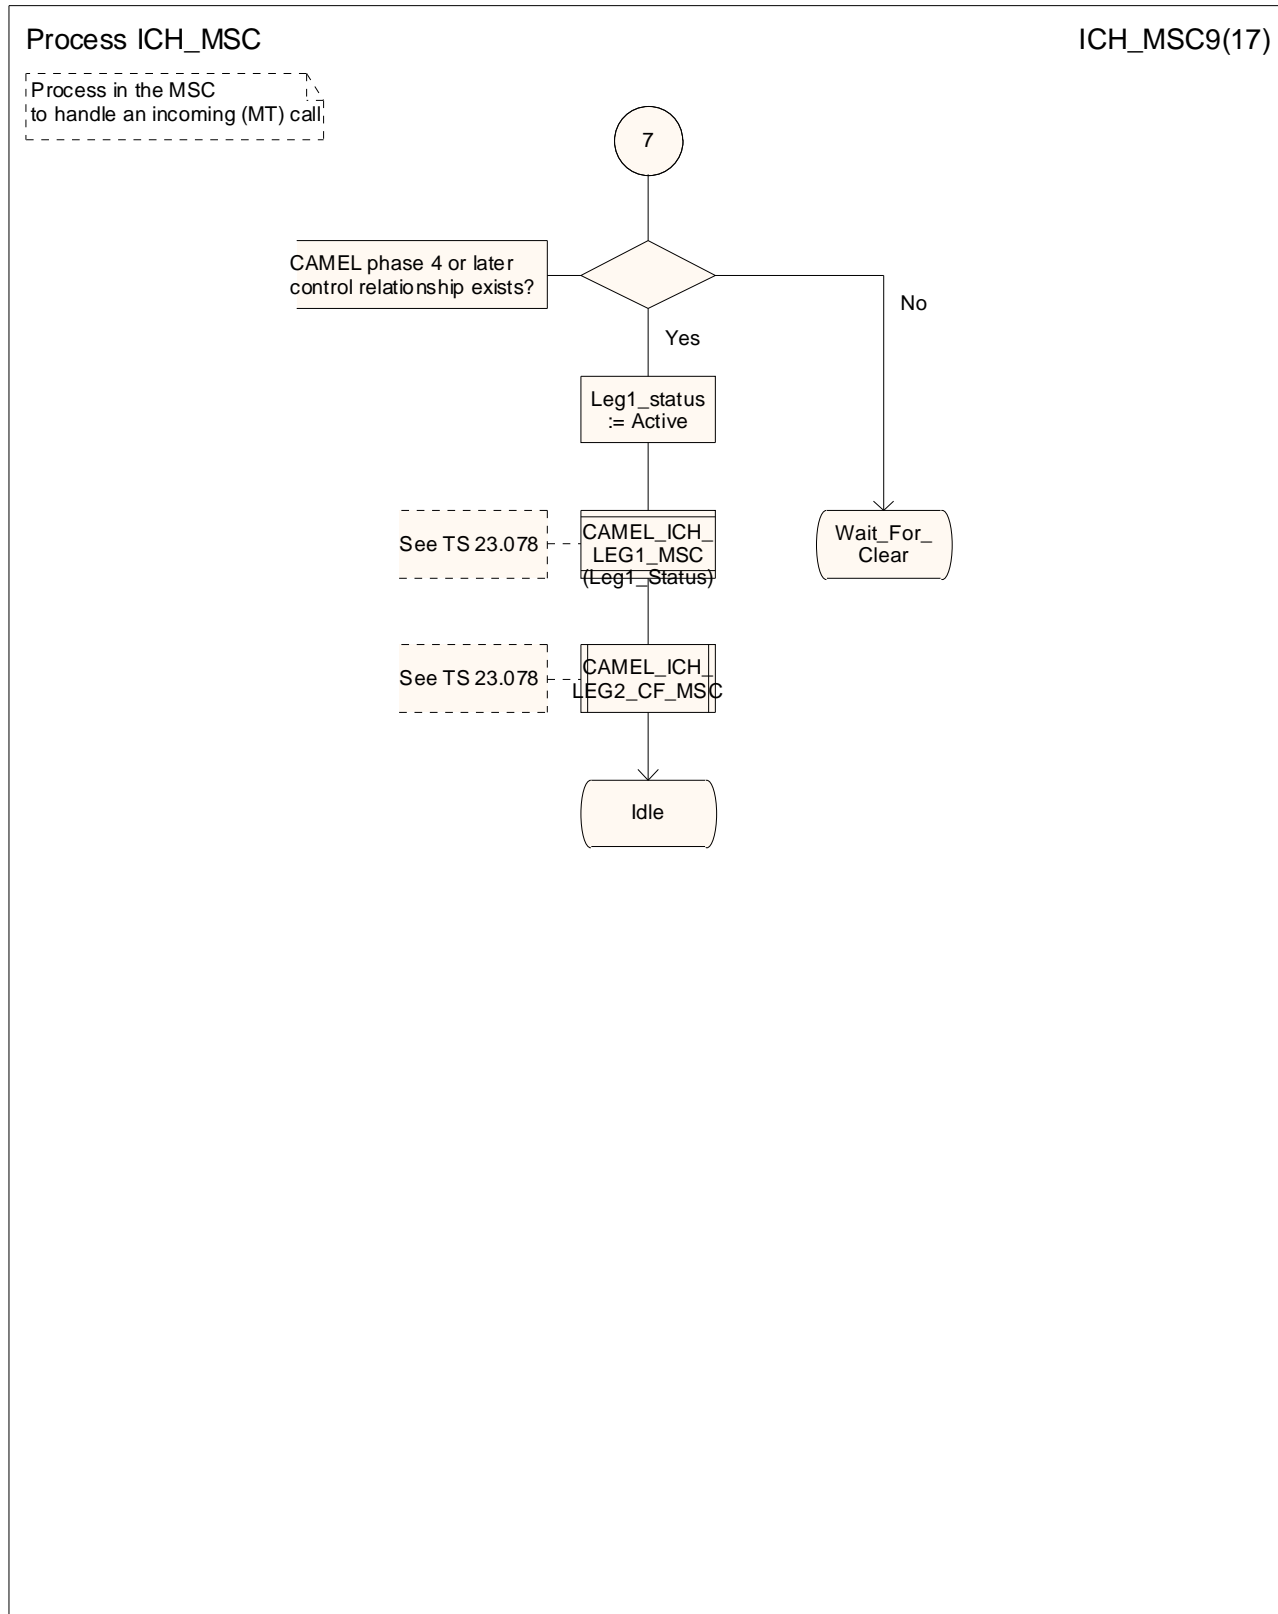 Process ICH_MSC
ICH_MSC9(17)
Process in the MSC
to handle an incoming (MT) call
7
CAMEL phase 4 or later
control relationship exists?
No
Yes
Leg1_status
:= Active
See TS 23.078
CAMEL_ICH_
LEG1_MSC
(Leg1_Status)
Wait_For_
Clear
See TS 23.078
CAMEL_ICH_
LEG2_CF_MSC
Idle